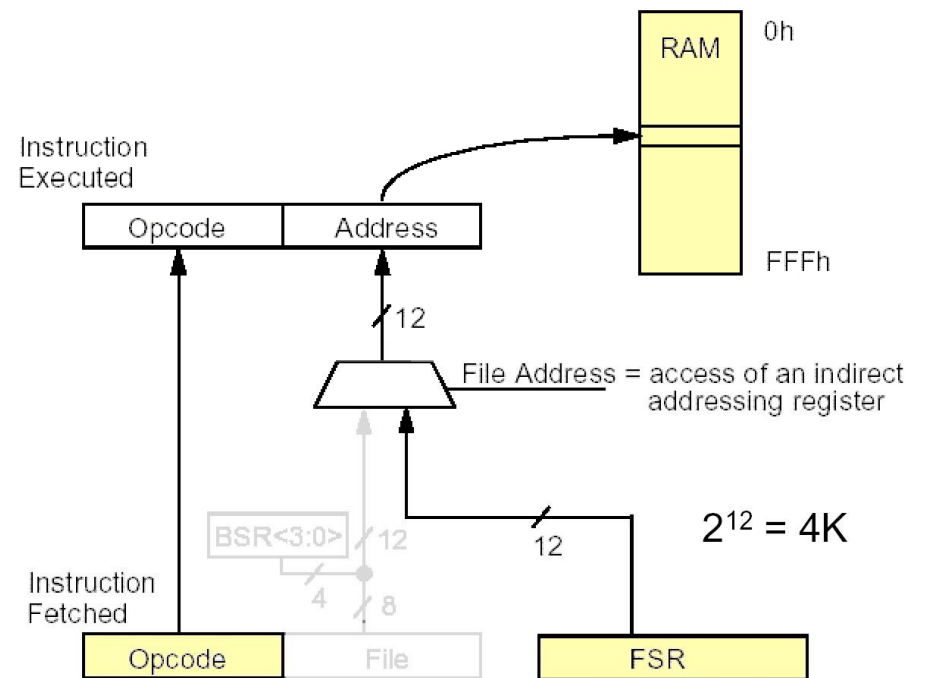 RAM
0h
Instruction
Executed
Opcode
Address
FFFh
12
File Address = access of an indirect
addressing register
BSR<3:0>
12
12
2¹² = 4K
4
8
Instruction
Fetched
Opcode
File
FSR